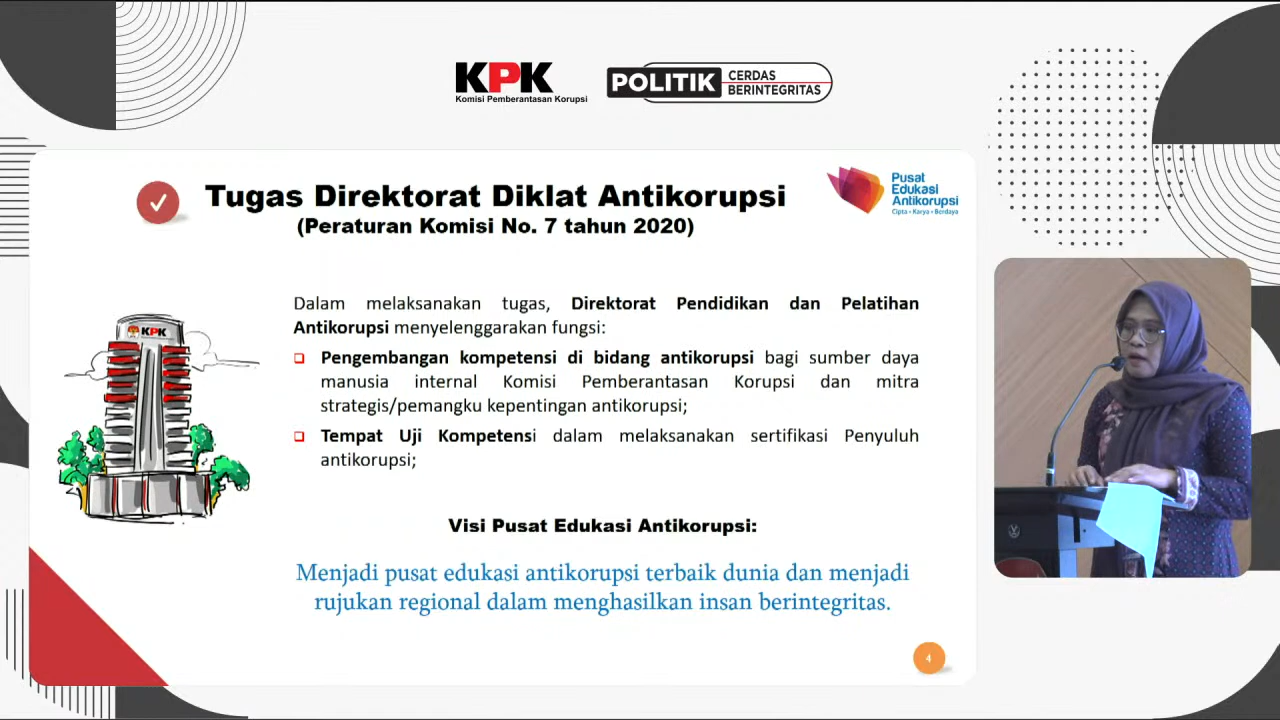 KPK
Komisi Pemberantasan Korupsi
POLITIK CERDAS
BERINTEGRITAS
Tugas Direktorat Diklat Antikorupsi
(Peraturan Komisi No. 7 tahun 2020)
Pusat
Edukasi
Antikorupsi
Cipta • Karya • Berdaya
KPK
Dalam melaksanakan tugas, Direktorat Pendidikan dan Pelatihan
Antikorupsi menyelenggarakan fungsi:
Pengembangan kompetensi di bidang antikorupsi bagi sumber daya
manusia internal Komisi Pemberantasan Korupsi dan mitra
strategis/pemangku kepentingan antikorupsi;
Tempat Uji Kompetensi dalam melaksanakan sertifikasi Penyuluh
antikorupsi;
Visi Pusat Edukasi Antikorupsi:
Menjadi pusat edukasi antikorupsi terbaik dunia dan menjadi
rujukan regional dalam menghasilkan insan berintegritas.
4